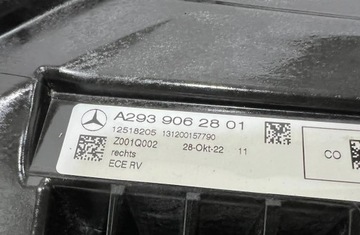 A293 906 28 01
12518205 131200157790
Z001Q002 28-Okt-22 11
rechts
ECE RV
CO